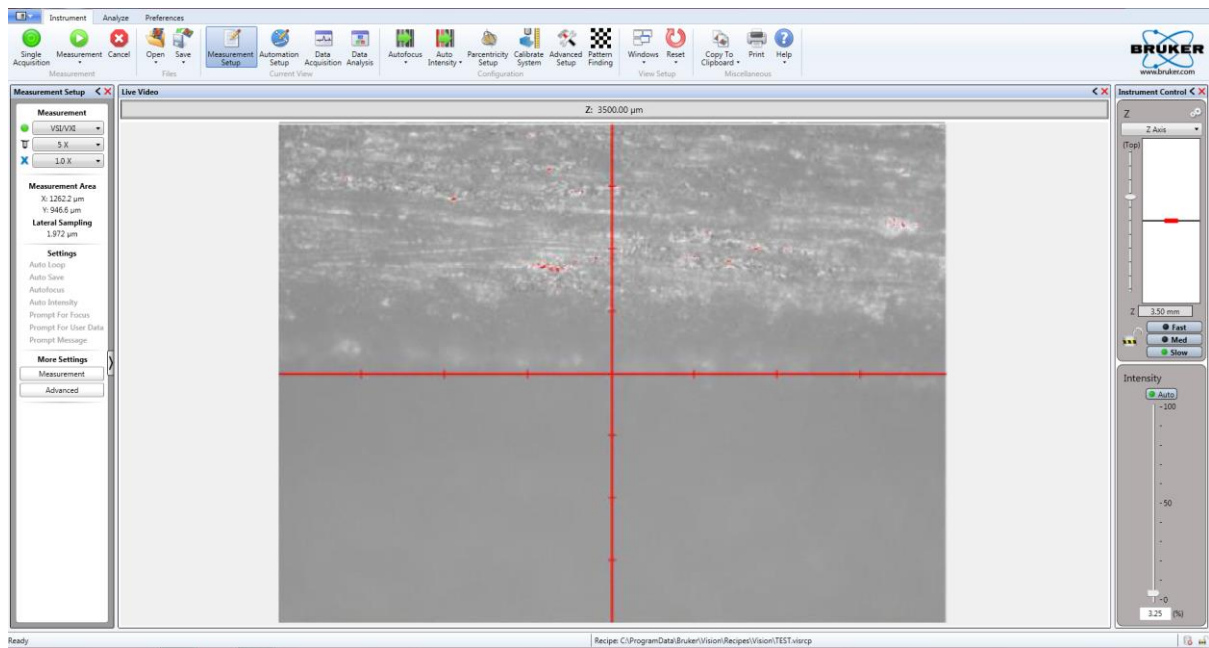 Instrument Analyze Preferences
Single Acquisition Measurement Cancel Open Save Measurement Setup Automation Setup Data Acquisition Data Analysis Autofocus Auto Intensity Parcentricity Setup Calibrate System Advanced Setup Pattern Finding Windows Reset Copy To Clipboard Print Help
Measurement Files Current View Configuration View Setup Miscellaneous
BRUKER
www.bruker.com
Measurement Setup
Measurement
VSI/VXI
5 X
1.0 X
Measurement Area
X: 1262.2 µm
Y: 946.6 µm
Lateral Sampling
1.972 µm
Settings
Auto Loop
Auto Save
Autofocus
Auto Intensity
Prompt For Focus
Prompt For User Data
Prompt Message
More Settings
Measurement
Advanced
Live Video
Z: 3500.00 µm
Instrument Control
Z
Z Axis
(Top)
Z 3.50 mm
Fast
Med
Slow
Intensity
Auto
-100
-50
-0
3.25 (%)
Ready
Recipe: C:\ProgramData\Bruker\Vision\Recipes\Vision\TEST.visrcp